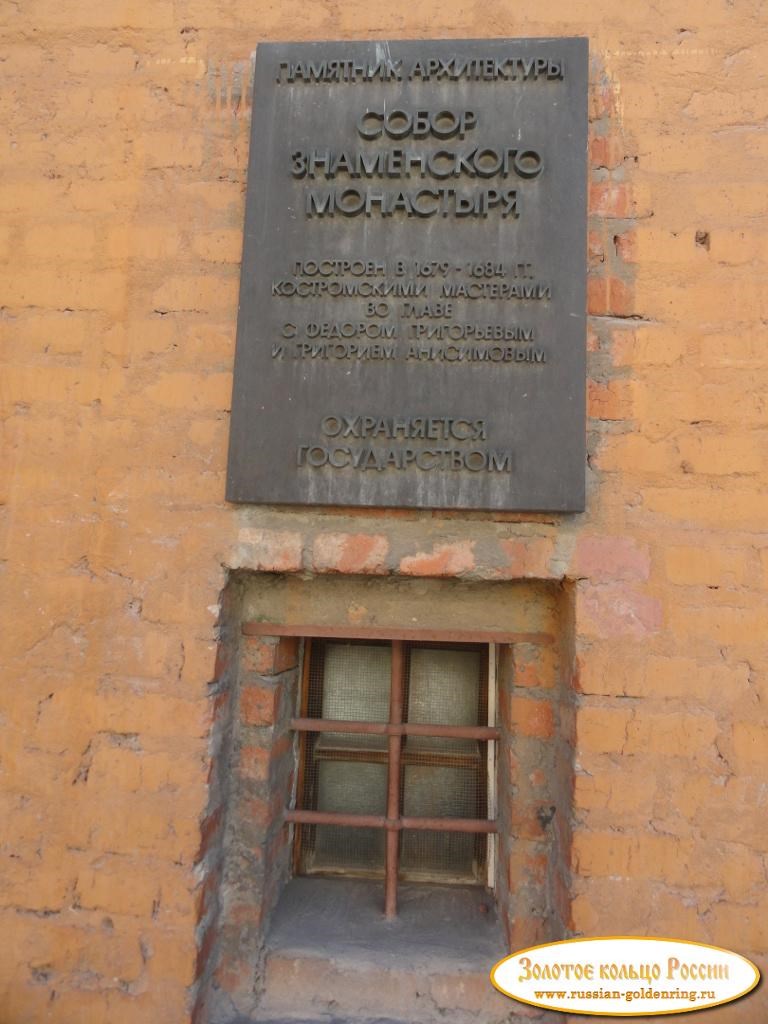 ПАМЯТНИК АРХИТЕКТУРЫ
СОБОР
ЗНАМЕНСКОГО
МОНАСТЫРЯ
ПОСТРОЕН В 1679 - 1684 ГГ.
КОСТРОМСКИМИ МАСТЕРАМИ
ВО ГЛАВЕ
С ФЕДОРОМ ГРИГОРЬЕВЫМ
И ГРИГОРИЕМ АНИСИМОВЫМ
ОХРАНЯЕТСЯ
ГОСУДАРСТВОМ
Золотое кольцо России
www.russian-goldenring.ru